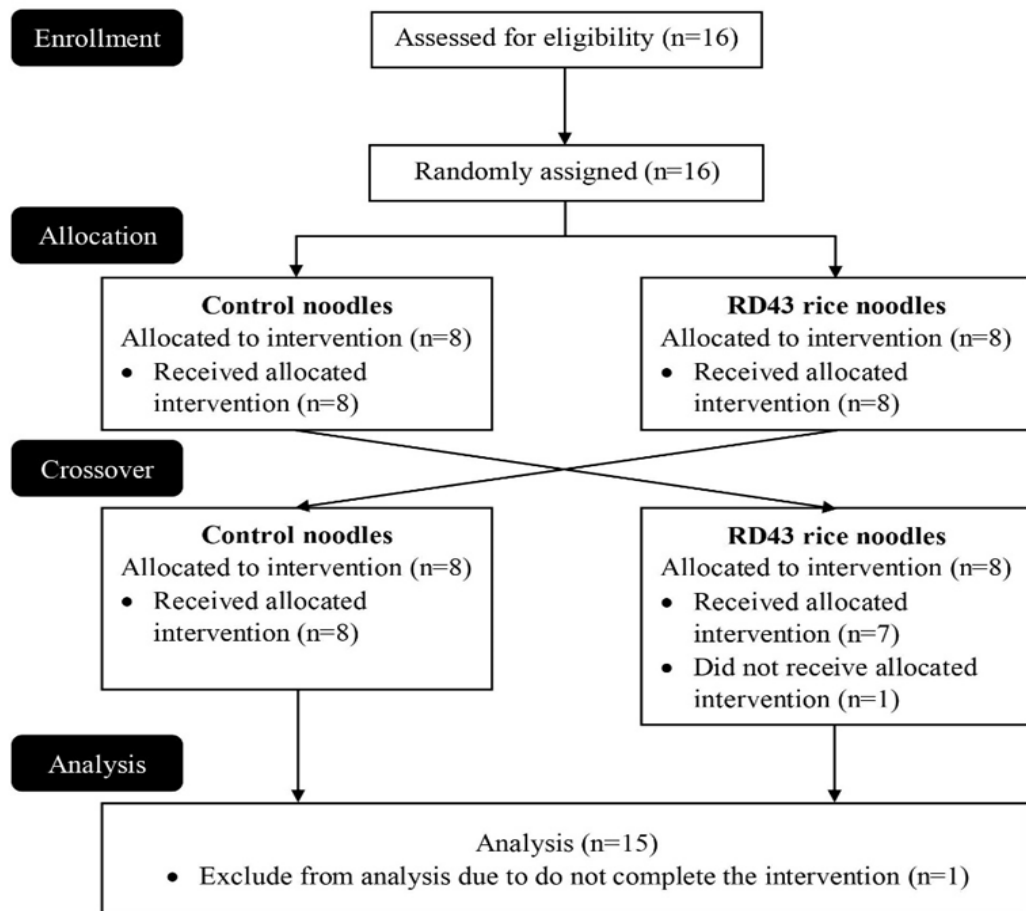 Enrollment
Assessed for eligibility (n=16)
Randomly assigned (n=16)
Allocation
Control noodles
Allocated to intervention (n=8)
• Received allocated
intervention (n=8)
RD43 rice noodles
Allocated to intervention (n=8)
• Received allocated
intervention (n=8)
Crossover
Control noodles
Allocated to intervention (n=8)
• Received allocated
intervention (n=8)
RD43 rice noodles
Allocated to intervention (n=8)
• Received allocated
intervention (n=7)
• Did not receive allocated
intervention (n=1)
Analysis
Analysis (n=15)
• Exclude from analysis due to do not complete the intervention (n=1)